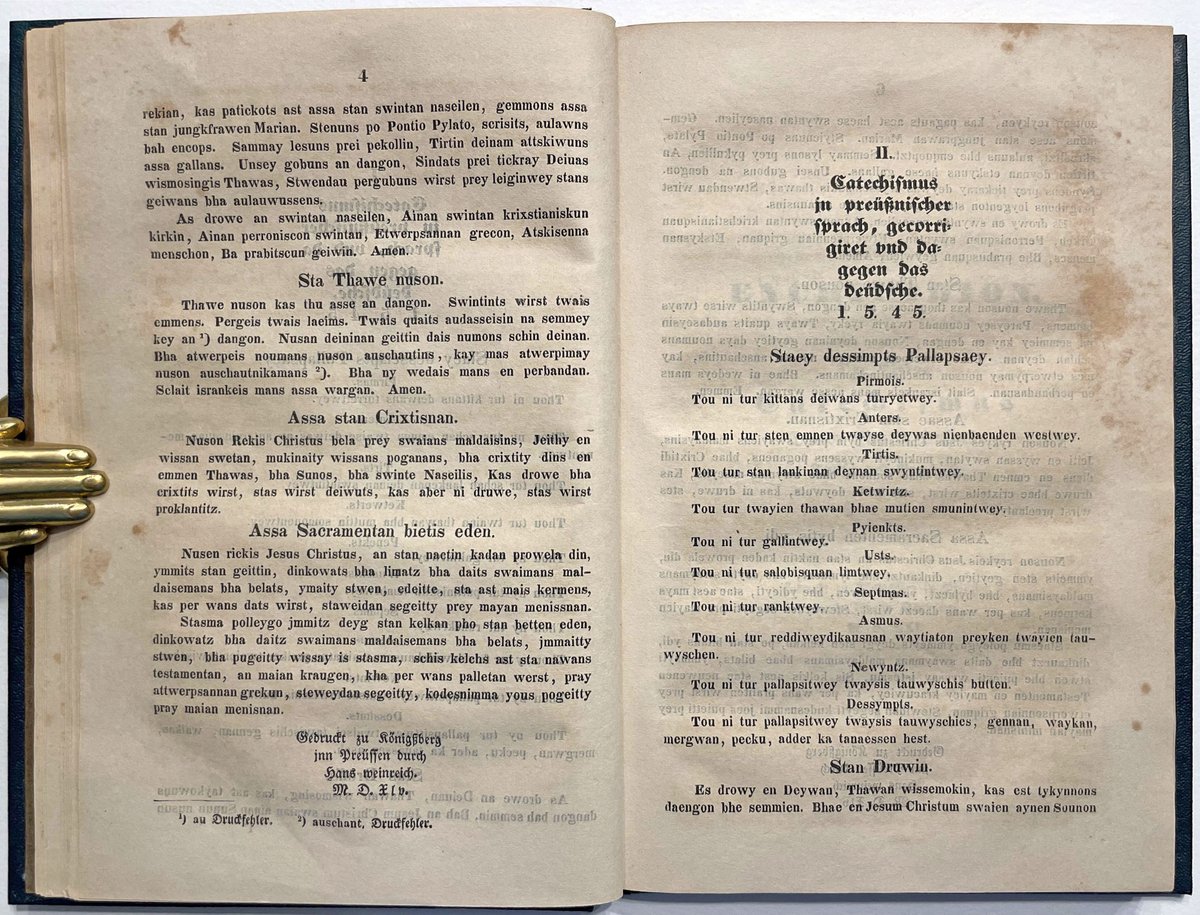 4
rekian, kas patickots ast assa stan swintan naseilen, gemmons assa
stan jungkfrawen Marian. Stenuns po Pontio Pylato, scrisits, aulawns
bah encops. Sammay lesuns prei pekollin, Tirtin deinam attskiwuns
assa gallans. Unsey gobuns an dangon, Sindats prei tickray Deiuas
wismosingis Thawas, Stwendau pergubuns wirst prey leiginwey stans
geiwans bha aulauwussens.
As drowe an swintan naseilen, Ainan swintan krixstianiskun
kirkin, Ainan perroniscon swintan, Etwerpsannan grecon, Atskisenna
menschon, Ba prabitscun geiwin. Amen.
Sta Thawe nuson.
Thawe nuson kas thu asse an dangon. Swintints wirst twais
emmens. Pergeis twais laeims. Twais quaits audasseisin na semmey
key an ¹) dangon. Nusan deininan geittin dais numons schin deinan.
Bha atwerpeis noumans nuson auschautins, kay mas atwerpimay
nuson auschautnikamans ²). Bha ny wedais mans en perbandan.
Sclait isrankeis mans assa wargan. Amen.
Assa stan Crixtisnan.
Nuson Rekis Christus bela prey swaians maldaisins, Jeithy en
wissan swetan, mukinaity wissans poganans, bha crixtity dins en
emmen Thawas, bha Sunos, bha swinte Naseilis, Kas drowe bha
crixtits wirst, stas wirst deiwuts, kas aber ni druwe, stas wirst
proklantitz.
Assa Sacramentan bietis eden.
Nusen rickis Jesus Christus, an stan nactin kadan prowela din,
ymmits stan geittin, dinkowats bha limatz bha daits swaimans mal-
daisemans bha belats, ymaity stwen, edeitte, sta ast mais kermens,
kas per wans dats wirst, staweidan segeitty prey mayan menissnan.
Stasma polleygo jmmitz deyg stan kelkan pho stan betten eden,
dinkowatz bha daitz swaimans maldaisemans bha belats, jmmaitty
stwen, bha pugeitty wissay is stasma, schis kelchs ast sta nawans
testamentan, an maian kraugen, kha per wans palletan werst, pray
attwerpsannan grekun, steweydan segeitty, kodesnimma yous pogeitty
pray maian menisnan.
Gedruckt zu Königßberg
jnn Preüssen durch
Hans weinreich.
M. D. Xlv.
¹) au Druckfehler. ²) auschant, Druckfehler.
II.
Catechismus
jn preüßnischer
sprach, gecorri-
giret vnd da-
gegen das
deüdsche.
1. 5. 4 5.
Staey dessimpts Pallapsaey.
Pirmois.
Tou ni tur kittans deiwans turryetwey.
Anters.
Tou ni tur sten emnen twayse deywas nienbaenden westwey.
Tirtis.
Tou tur stan lankinan deynan swyntintwey.
Ketwirtz.
Tou tur twayien thawan bhae mutien smunintwey.
Pyienkts.
Tou ni tur gallintwey.
Usts.
Tou ni tur salobisquan limtwey.
Septmas.
Tou ni tur ranktwey.
Asmus.
Tou ni tur reddiweydikausnan waytiaton preyken twayien tau-
wyschen.
Newyntz.
Tou ni tur pallapsitwey twaysis tauwyschis butten.
Dessympts.
Tou ni tur pallapsitwey twaysis tauwyschies, gennan, waykan,
mergwan, pecku, adder ka tanaessen hest.
Stan Druwin.
Es drowy en Deywan, Thawan wissemokin, kas est tykynnons
daengon bhe semmien. Bhae en Jesum Christum swaien aynen Sounon